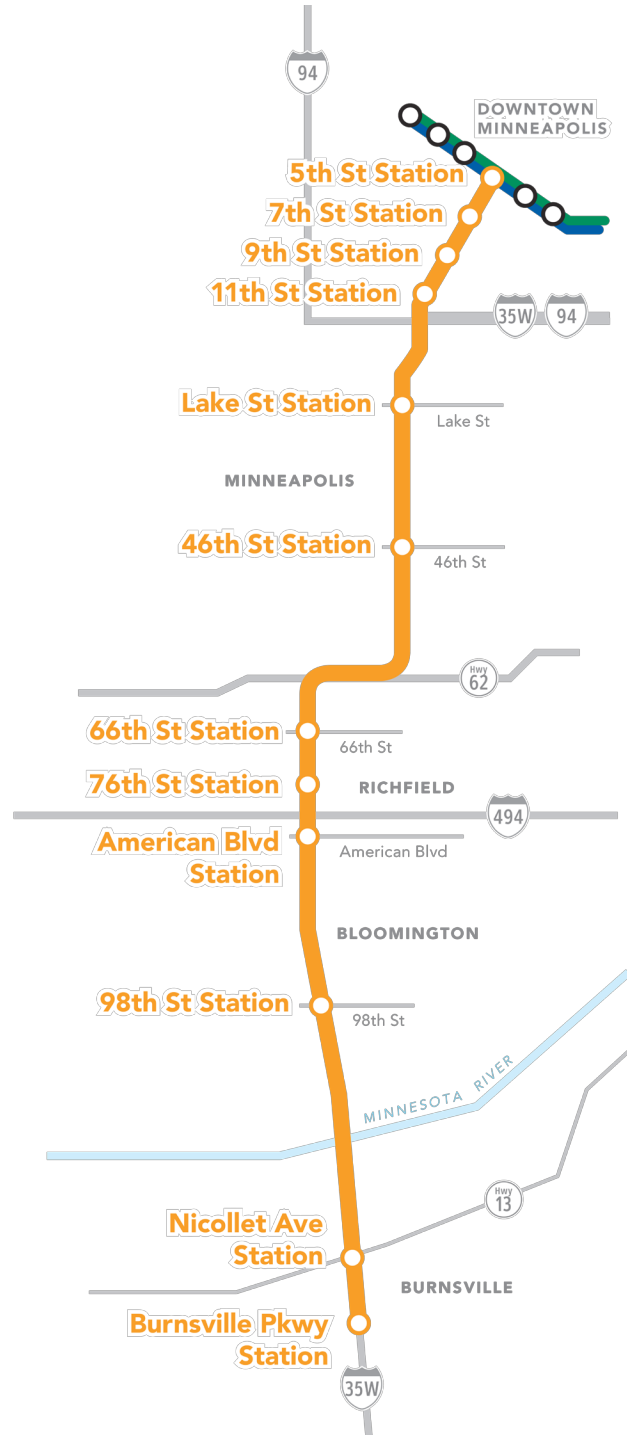 94
DOWNTOWN
MINNEAPOLIS
5th St Station
7th St Station
9th St Station
11th St Station
35W
94
Lake St Station
Lake St
MINNEAPOLIS
46th St Station
46th St
Hwy
62
66th St Station
66th St
76th St Station
RICHFIELD
494
American Blvd
Station
American Blvd
BLOOMINGTON
98th St Station
98th St
MINNESOTA RIVER
Hwy
13
Nicollet Ave
Station
BURNSVILLE
Burnsville Pkwy
Station
35W